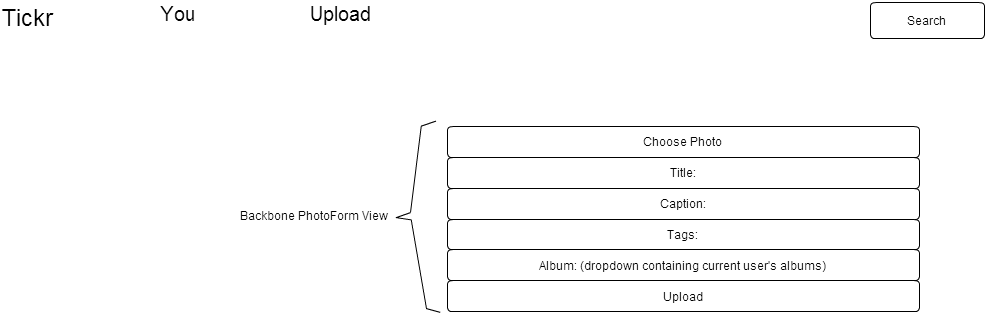 Tickr
You
Upload
Search
Choose Photo
Title:
Caption:
Backbone PhotoForm View
Tags:
Album: (dropdown containing current user's albums)
Upload